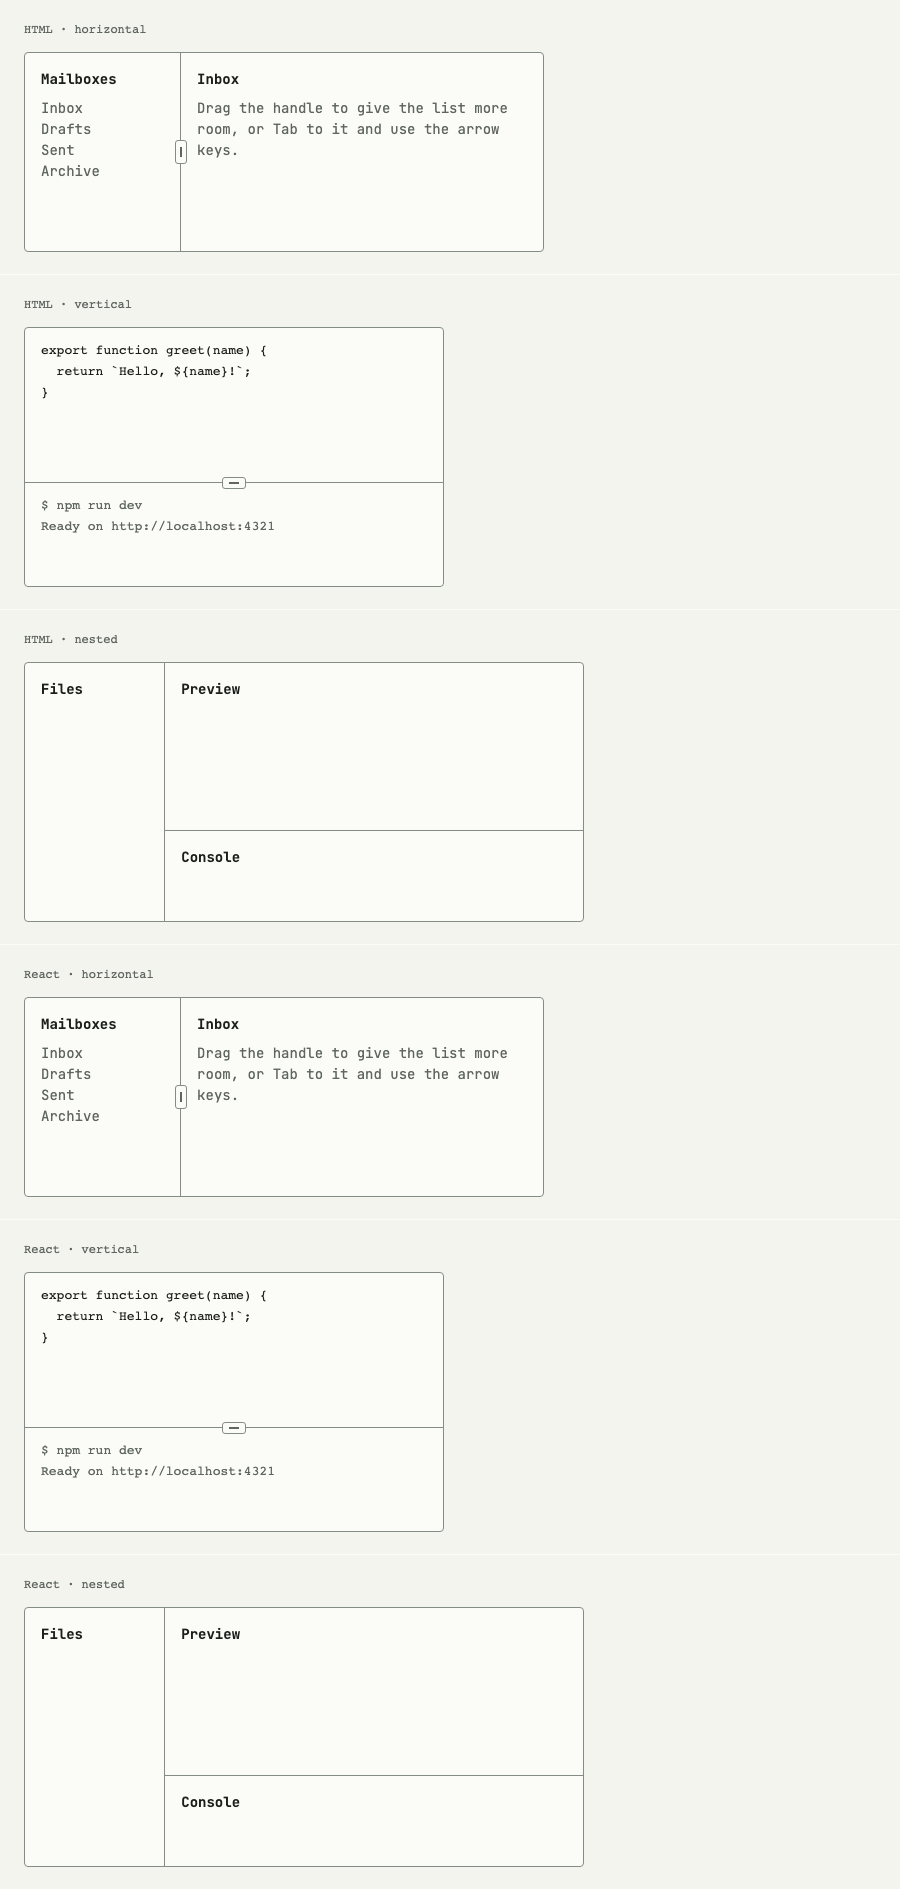 HTML · horizontal
Mailboxes
Inbox
Drafts
Sent
Archive
Inbox
Drag the handle to give the list more
room, or Tab to it and use the arrow
keys.
HTML · vertical
export function greet(name) {
  return `Hello, ${name}!`;
}
$ npm run dev
Ready on http://localhost:4321
HTML · nested
Files
Preview
Console
React · horizontal
Mailboxes
Inbox
Drafts
Sent
Archive
Inbox
Drag the handle to give the list more
room, or Tab to it and use the arrow
keys.
React · vertical
export function greet(name) {
  return `Hello, ${name}!`;
}
$ npm run dev
Ready on http://localhost:4321
React · nested
Files
Preview
Console